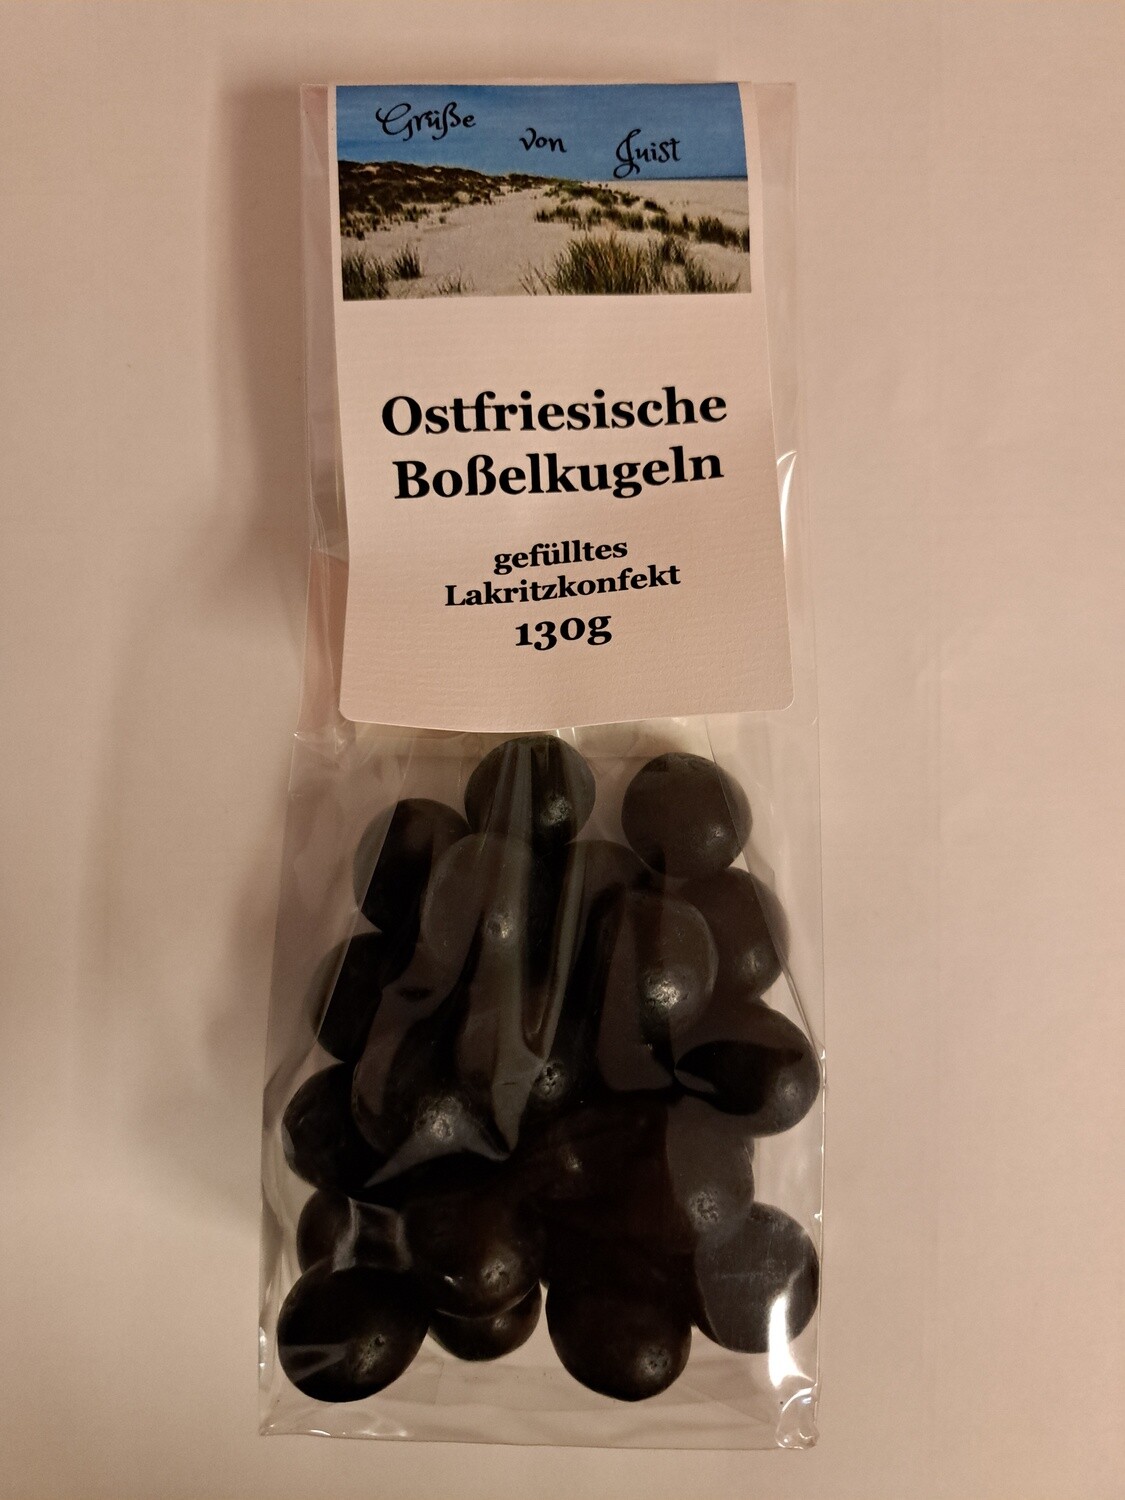 Grüße von Juist
Ostfriesische
Boßelkugeln
gefülltes
Lakritzkonfekt
130g